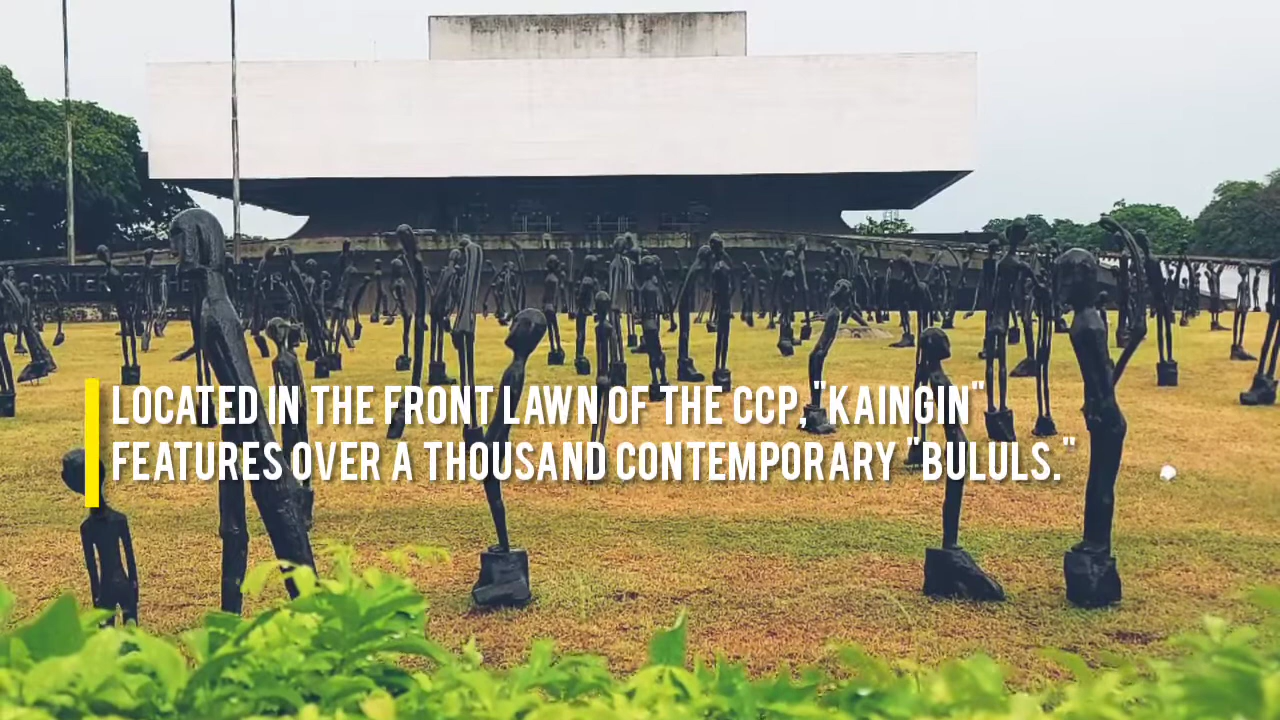 LOCATED IN THE FRONT LAWN OF THE CCP, "KAINGIN"
FEATURES OVER A THOUSAND CONTEMPORARY "BULULS."